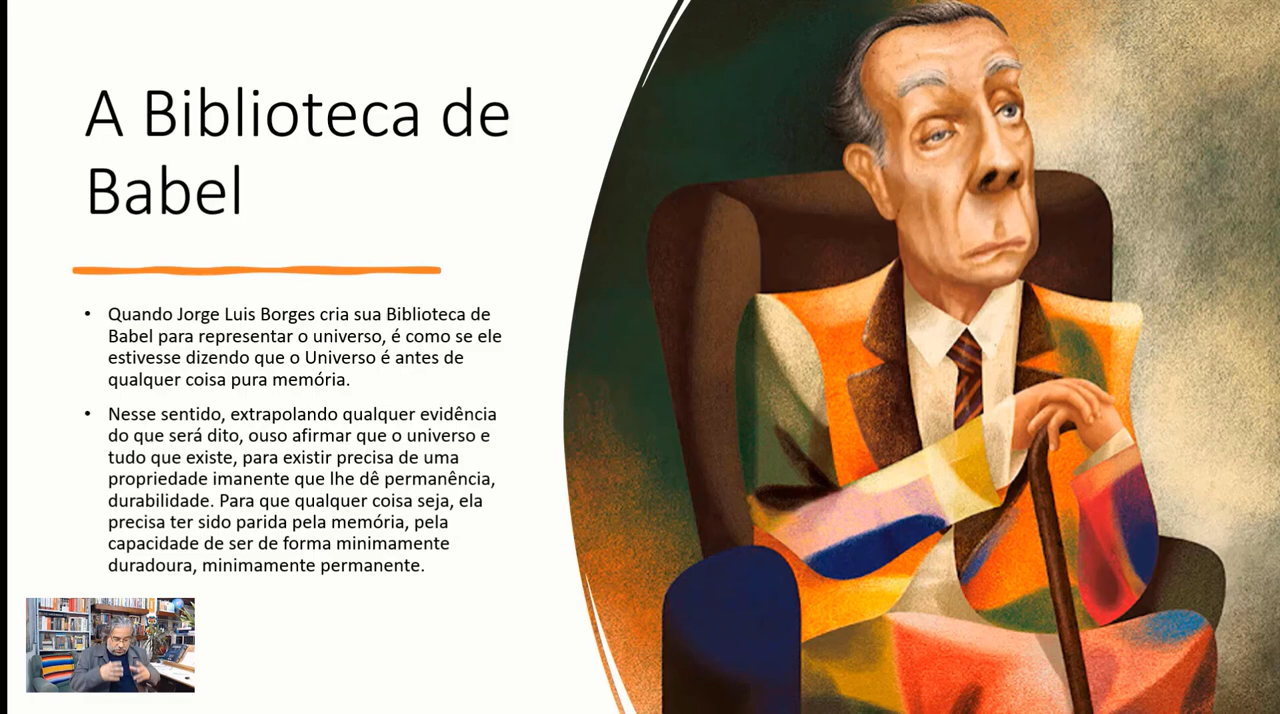 A Biblioteca de
Babel
• Quando Jorge Luis Borges cria sua Biblioteca de
Babel para representar o universo, é como se ele
estivesse dizendo que o Universo é antes de
qualquer coisa pura memória.
• Nesse sentido, extrapolando qualquer evidência
do que será dito, ouso afirmar que o universo e
tudo que existe, para existir precisa de uma
propriedade imanente que lhe dê permanência,
durabilidade. Para que qualquer coisa seja, ela
precisa ter sido parida pela memória, pela
capacidade de ser de forma minimamente
duradoura, minimamente permanente.